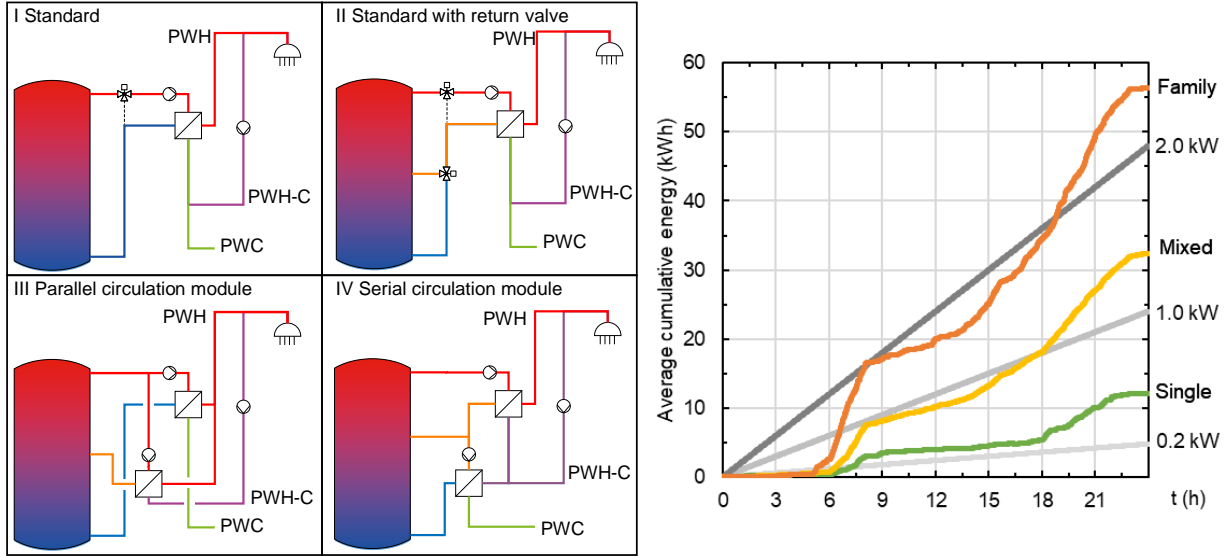 I Standard
PWH
PWH-C
PWC
II Standard with return valve
PWH
PWH-C
PWC
III Parallel circulation module
PWH
PWH-C
PWC
IV Serial circulation module
PWH
PWH-C
PWC
Average cumulative energy (kWh)
60
50
40
30
20
10
0
0 3 6 9 12 15 18 21 t (h)
Family
2.0 kW
Mixed
1.0 kW
Single
0.2 kW